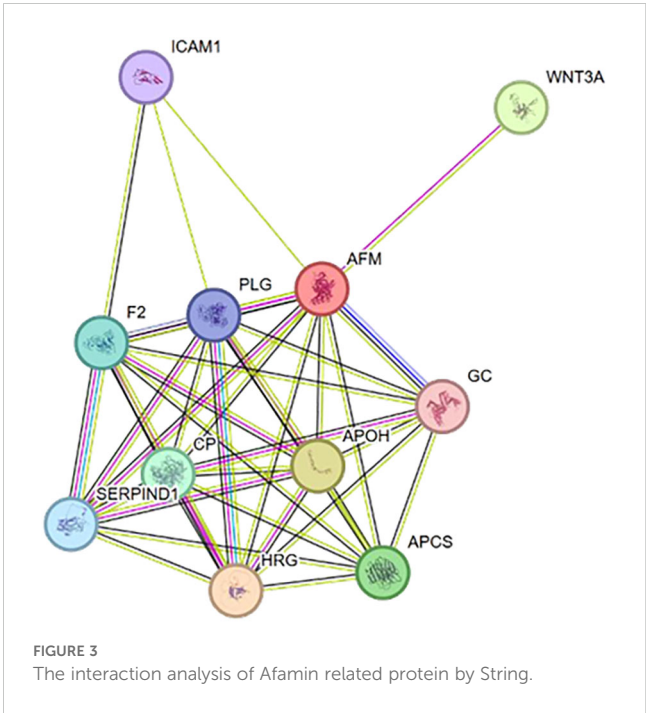 ICAM1
WNT3A
AFM
PLG
F2
GC
CP
APOH
SERPIND1
APCS
HRG
FIGURE 3
The interaction analysis of Afamin related protein by String.